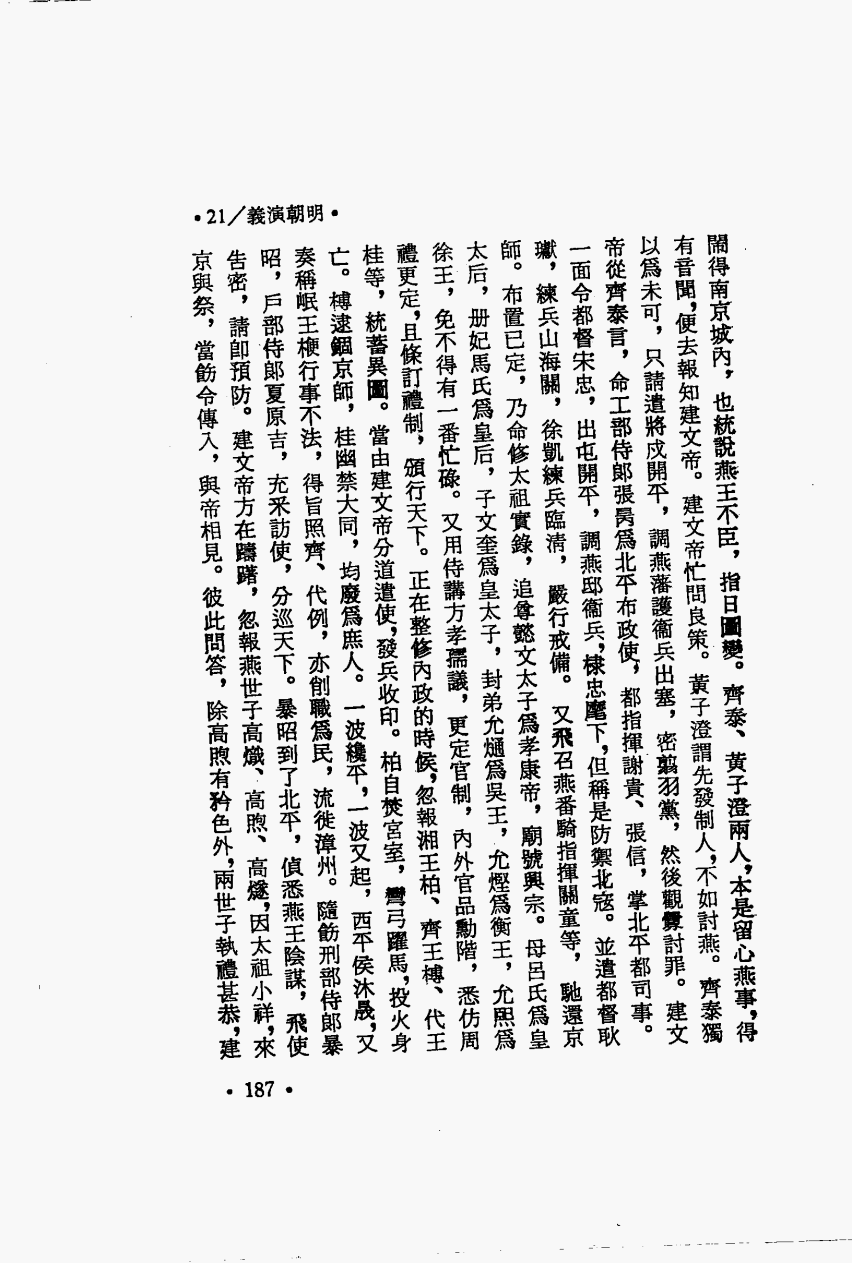 •21/義演朝明•
鬧得南京城內，也統說燕王不臣，指日圖變。齊泰、黃子澄兩人，本是留心燕事，得
有音聞，便去報知建文帝。建文帝忙問良策。黃子澄謂先發制人，不如討燕。齊泰獨
以爲未可，只請遣將戍開平，調燕藩護衞兵出塞，密翦羽黨，然後觀釁討罪。建文
帝從齊泰言，命工部侍郞張昺爲北平布政使，都指揮謝貴、張信，掌北平都司事。
一面令都督宋忠，出屯開平，調燕邸衞兵，棣忠麾下，但稱是防禦北寇。並遣都督耿
瓛，練兵山海關，徐凱練兵臨淸，嚴行戒備。又飛召燕番騎指揮關童等，馳還京
師。布置已定，乃命修太祖實錄，追尊懿文太子爲孝康帝，廟號興宗。母呂氏爲皇
太后，册妃馬氏爲皇后，子文奎爲皇太子，封弟允熥爲吳王，允熞爲衡王，允熙爲
徐王，免不得有一番忙碌。又用侍講方孝孺議，更定官制，內外官品勳階，悉仿周
禮更定，且條訂禮制，頒行天下。正在整修內政的時候，忽報湘王柏、齊王榑、代王
桂等，統蓄異圖。當由建文帝分道遣使，發兵收印。柏自焚宮室，彎弓躍馬，投火身
亡。榑逮錮京師，桂幽禁大同，均廢爲庶人。一波纔平，一波又起，西平侯沐晟，又
奏稱岷王楩行事不法，得旨照齊、代例，亦削職爲民，流徙漳州。隨飭刑部侍郞暴
昭，戶部侍郞夏原吉，充釆訪使，分巡天下。暴昭到了北平，偵悉燕王陰謀，飛使
吿密，請卽預防。建文帝方在躊躇，忽報燕世子高熾、高煦、高燧，因太祖小祥，來
京與祭，當飭令傳入，與帝相見。彼此問答，除高煦有矜色外，兩世子執禮甚恭，建
•187•